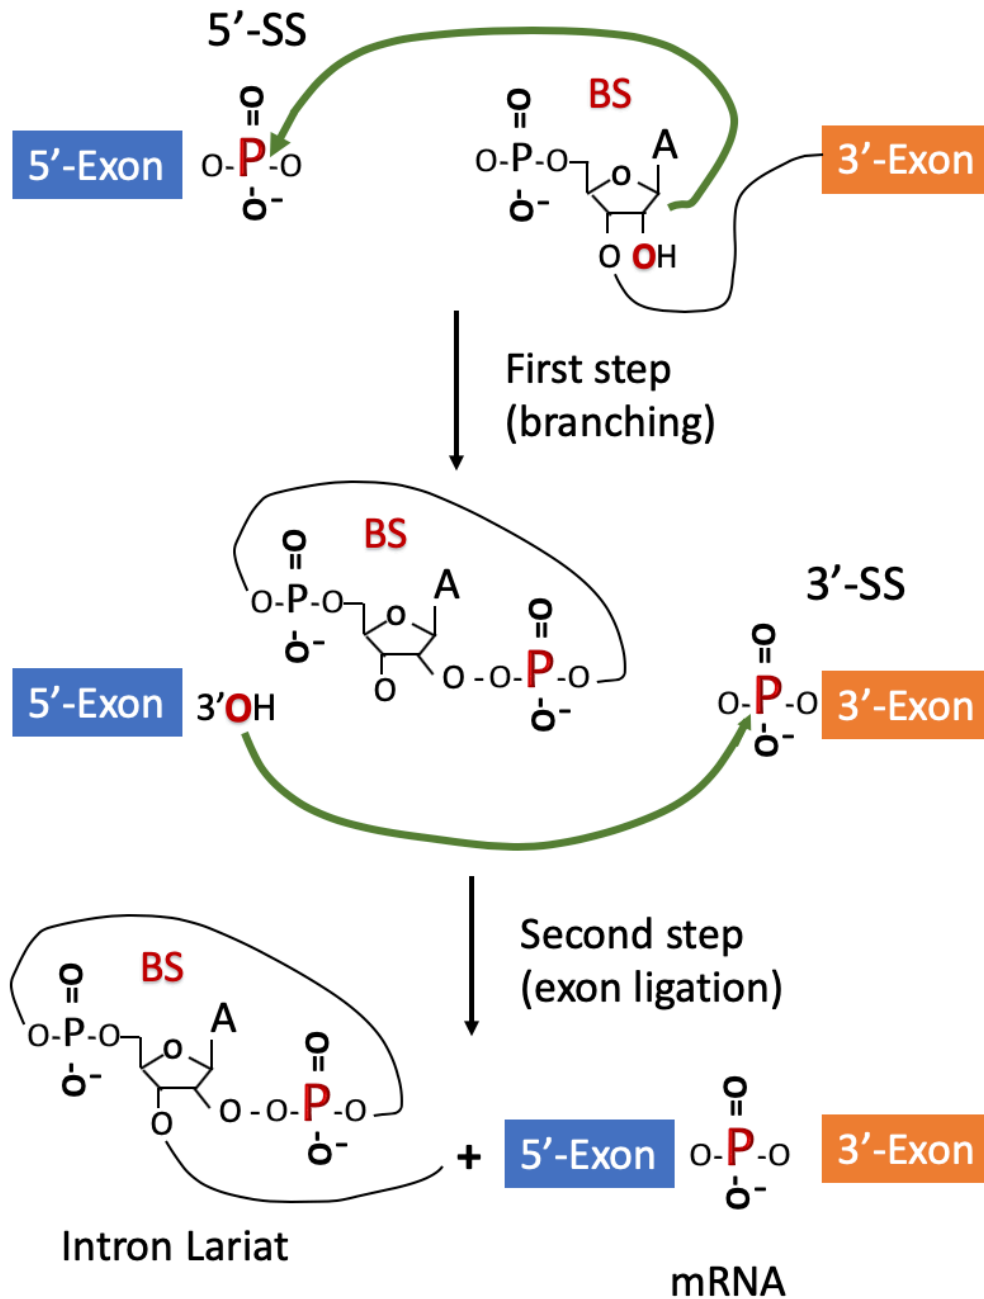 5’-SS
O
BS
O
5’-Exon
O-P-O
O-P-O
O
A
3’-Exon
O-
O-
O OH
First step
(branching)
BS
O
A
3’-SS
O-P-O
O
O
O
5’-Exon
3’OH
O
O-O-P-O
O-P-O
3’-Exon
O-
O-
O-
Second step
(exon ligation)
BS
O
A
O-P-O
O
O
O-
O
O-O-P-O
O-
+
5’-Exon
O
O-P-O
O-
3’-Exon
Intron Lariat
mRNA